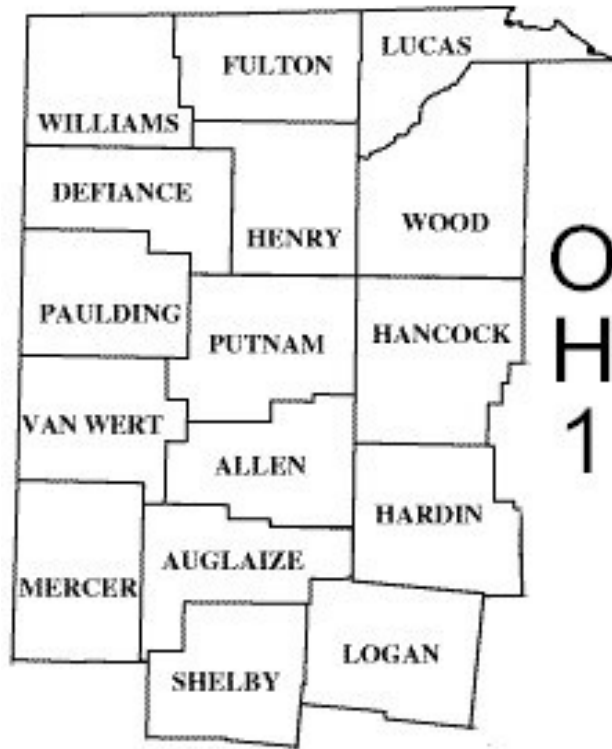 LUCAS
FULTON
WILLIAMS
DEFIANCE
HENRY
WOOD
PAULDING
PUTNAM
HANCOCK
VAN WERT
ALLEN
HARDIN
AUGLAIZE
MERCER
LOGAN
SHELBY
O
H
1